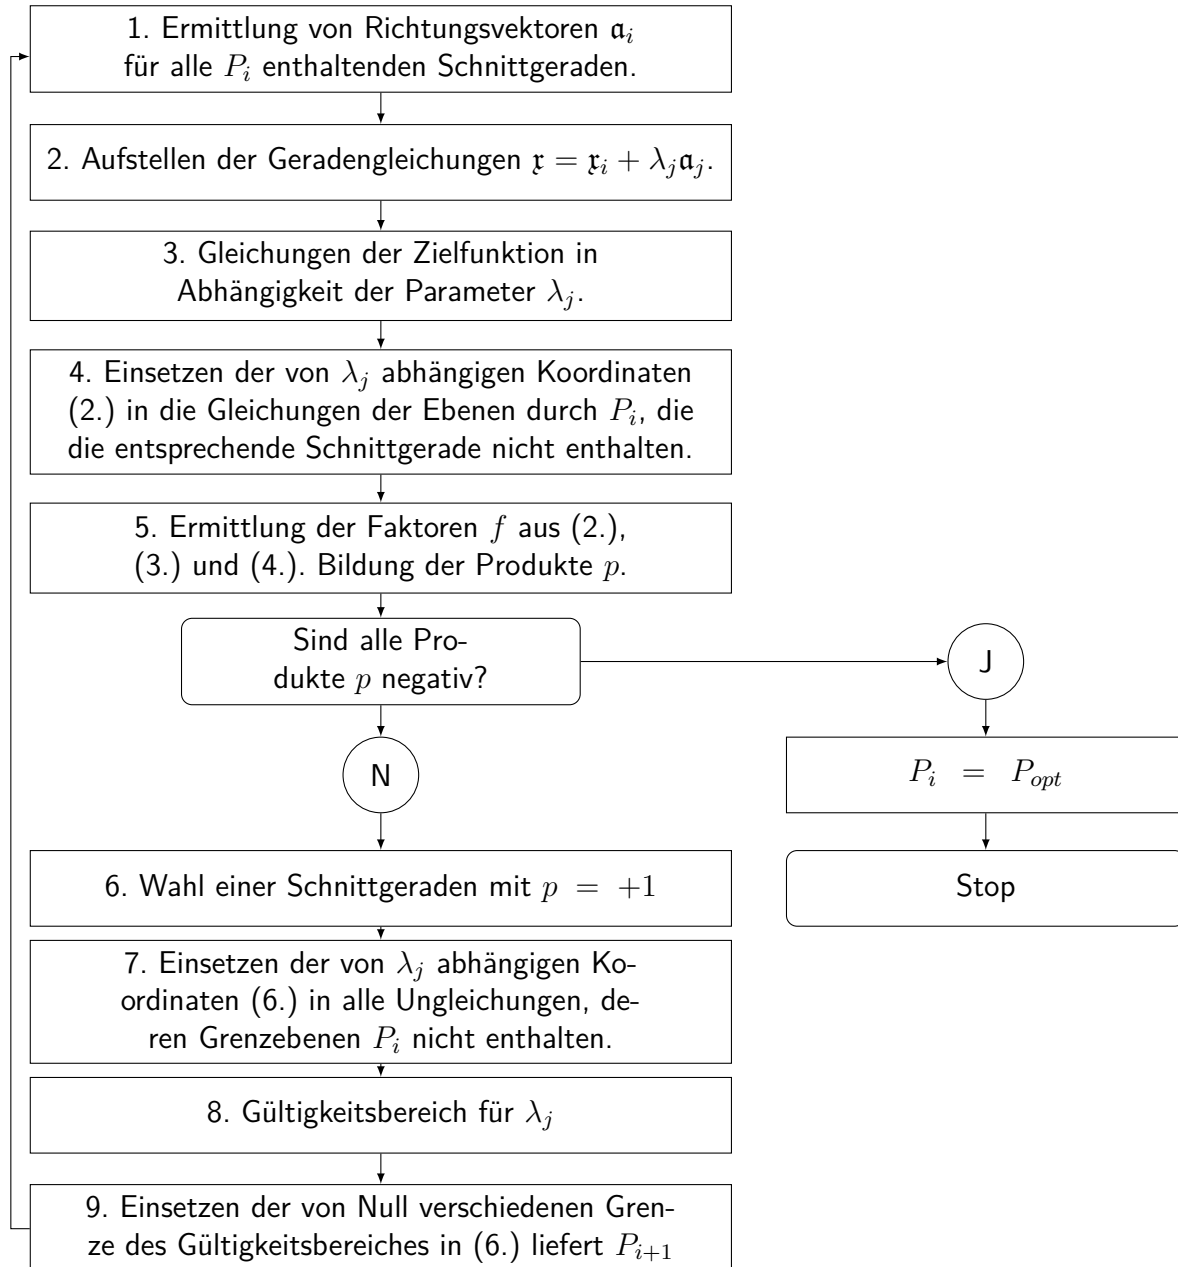 1. Ermittlung von Richtungsvektoren 𝔞ᵢ
für alle Pᵢ enthaltenden Schnittgeraden.
2. Aufstellen der Geradengleichungen 𝔵 = 𝔵ᵢ + λⱼ𝔞ⱼ.
3. Gleichungen der Zielfunktion in
Abhängigkeit der Parameter λⱼ.
4. Einsetzen der von λⱼ abhängigen Koordinaten
(2.) in die Gleichungen der Ebenen durch Pᵢ, die
die entsprechende Schnittgerade nicht enthalten.
5. Ermittlung der Faktoren f aus (2.),
(3.) und (4.). Bildung der Produkte p.
Sind alle Pro-
dukte p negativ?
J
N
Pᵢ = P_{opt}
Stop
6. Wahl einer Schnittgeraden mit p = +1
7. Einsetzen der von λⱼ abhängigen Ko-
ordinaten (6.) in alle Ungleichungen, de-
ren Grenzebenen Pᵢ nicht enthalten.
8. Gültigkeitsbereich für λⱼ
9. Einsetzen der von Null verschiedenen Gren-
ze des Gültigkeitsbereiches in (6.) liefert Pᵢ₊₁